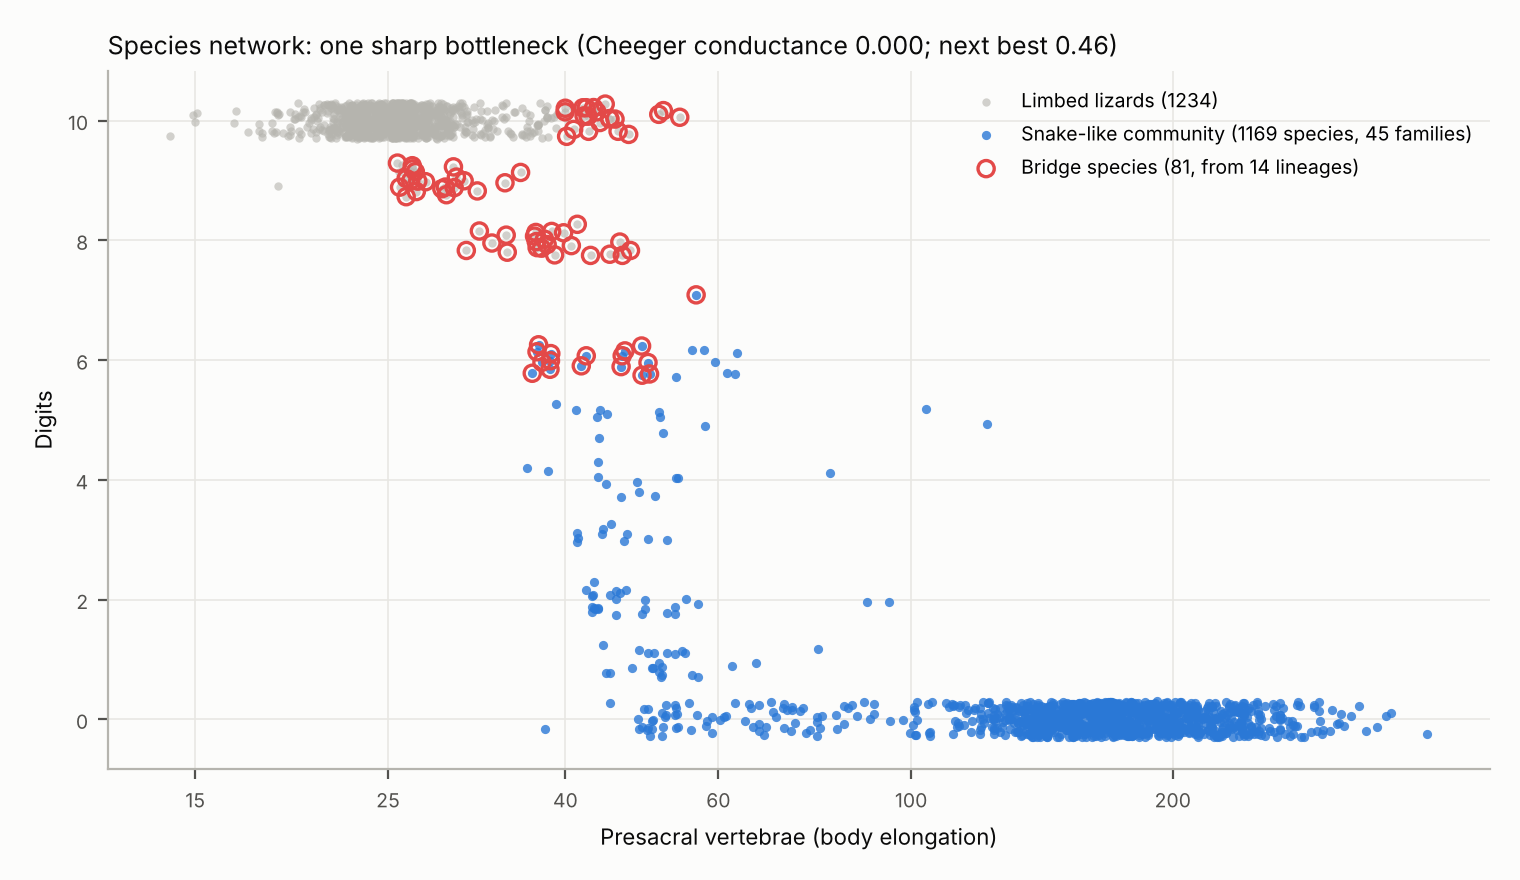 Species network: one sharp bottleneck (Cheeger conductance 0.000; next best 0.46)
Limbed lizards (1234)
Snake-like community (1169 species, 45 families)
Bridge species (81, from 14 lineages)
Digits
10
8
6
4
2
0
15 25 40 60 100 200
Presacral vertebrae (body elongation)